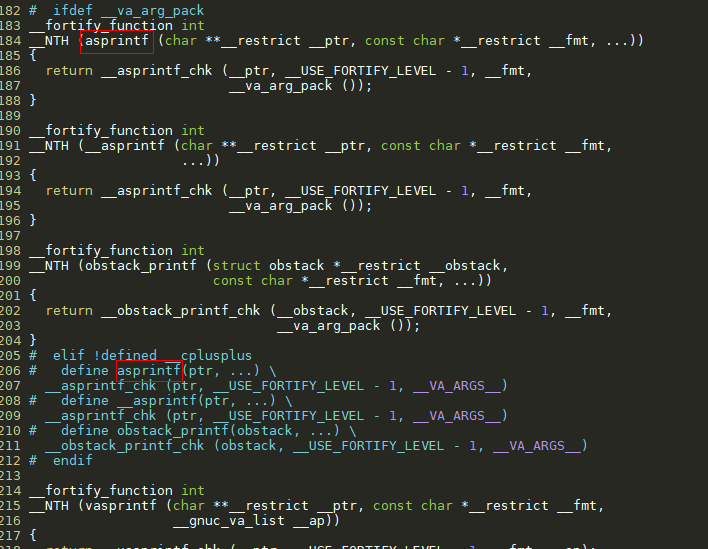 182 #  ifdef __va_arg_pack
183 __fortify_function int
184 __NTH (asprintf (char **__restrict __ptr, const char *__restrict __fmt, ...))
185 {
186   return __asprintf_chk (__ptr, __USE_FORTIFY_LEVEL - 1, __fmt,
187                          __va_arg_pack ());
188 }
189
190 __fortify_function int
191 __NTH (__asprintf (char **__restrict __ptr, const char *__restrict __fmt,
192                    ...))
193 {
194   return __asprintf_chk (__ptr, __USE_FORTIFY_LEVEL - 1, __fmt,
195                          __va_arg_pack ());
196 }
197
198 __fortify_function int
199 __NTH (obstack_printf (struct obstack *__restrict __obstack,
200                        const char *__restrict __fmt, ...))
201 {
202   return __obstack_printf_chk (__obstack, __USE_FORTIFY_LEVEL - 1, __fmt,
203                                __va_arg_pack ());
204 }
205 #  elif !defined __cplusplus
206 #   define asprintf(ptr, ...) \
207   __asprintf_chk (ptr, __USE_FORTIFY_LEVEL - 1, __VA_ARGS__)
208 #   define __asprintf(ptr, ...) \
209   __asprintf_chk (ptr, __USE_FORTIFY_LEVEL - 1, __VA_ARGS__)
210 #   define obstack_printf(obstack, ...) \
211   __obstack_printf_chk (obstack, __USE_FORTIFY_LEVEL - 1, __VA_ARGS__)
212 #  endif
213
214 __fortify_function int
215 __NTH (vasprintf (char **__restrict __ptr, const char *__restrict __fmt,
216                   __gnuc_va_list __ap))
217 {